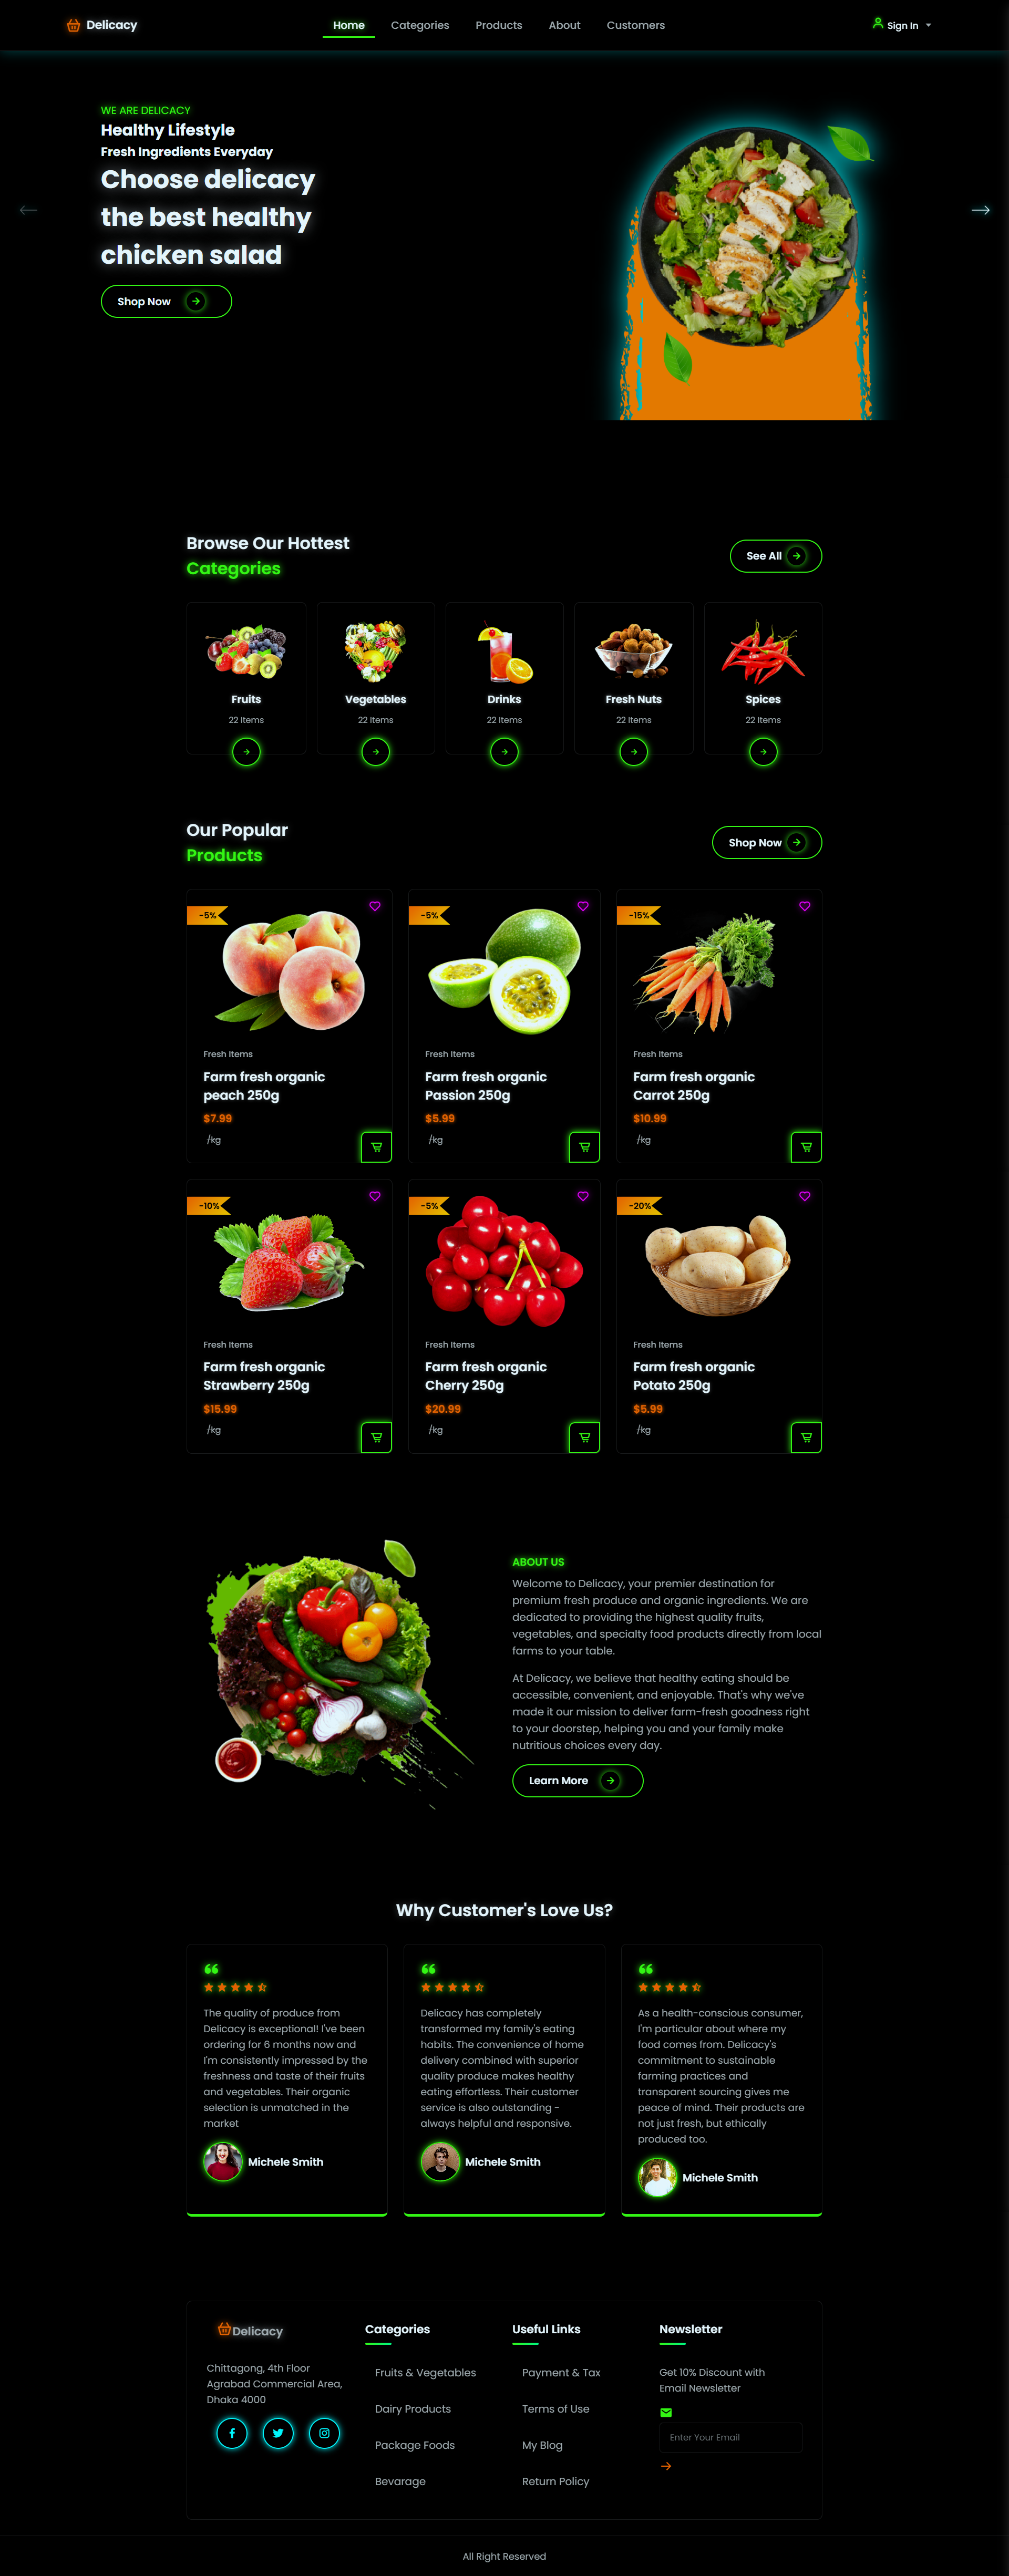 Delicacy
Home
Categories
Products
About
Customers
Sign In
WE ARE DELICACY
Healthy Lifestyle
Fresh Ingredients Everyday
Choose delicacy
the best healthy
chicken salad
Shop Now
Browse Our Hottest
Categories
See All
Fruits
22 Items
Vegetables
22 Items
Drinks
22 Items
Fresh Nuts
22 Items
Spices
22 Items
Our Popular
Products
Shop Now
-5%
Fresh Items
Farm fresh organic
peach 250g
$7.99
/kg
-5%
Fresh Items
Farm fresh organic
Passion 250g
$5.99
/kg
-15%
Fresh Items
Farm fresh organic
Carrot 250g
$10.99
/kg
-10%
Fresh Items
Farm fresh organic
Strawberry 250g
$15.99
/kg
-5%
Fresh Items
Farm fresh organic
Cherry 250g
$20.99
/kg
-20%
Fresh Items
Farm fresh organic
Potato 250g
$5.99
/kg
ABOUT US
Welcome to Delicacy, your premier destination for
premium fresh produce and organic ingredients. We are
dedicated to providing the highest quality fruits,
vegetables, and specialty food products directly from local
farms to your table.
At Delicacy, we believe that healthy eating should be
accessible, convenient, and enjoyable. That's why we've
made it our mission to deliver farm-fresh goodness right
to your doorstep, helping you and your family make
nutritious choices every day.
Learn More
Why Customer's Love Us?
The quality of produce from
Delicacy is exceptional! I've been
ordering for 6 months now and
I'm consistently impressed by the
freshness and taste of their fruits
and vegetables. Their organic
selection is unmatched in the
market
Michele Smith
Delicacy has completely
transformed my family's eating
habits. The convenience of home
delivery combined with superior
quality produce makes healthy
eating effortless. Their customer
service is also outstanding -
always helpful and responsive.
Michele Smith
As a health-conscious consumer,
I'm particular about where my
food comes from. Delicacy's
commitment to sustainable
farming practices and
transparent sourcing gives me
peace of mind. Their products are
not just fresh, but ethically
produced too.
Michele Smith
Delicacy
Chittagong, 4th Floor
Agrabad Commercial Area,
Dhaka 4000
Categories
Fruits & Vegetables
Dairy Products
Package Foods
Bevarage
Useful Links
Payment & Tax
Terms of Use
My Blog
Return Policy
Newsletter
Get 10% Discount with
Email Newsletter
Enter Your Email
All Right Reserved